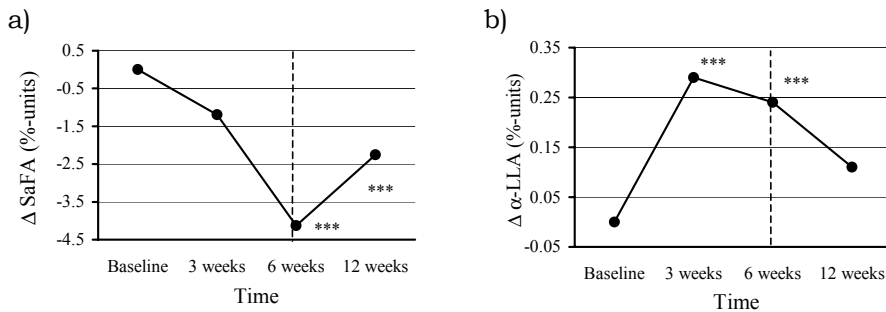 a)
0.5
-0.5
-1.5
-2.5
-3.5
-4.5
Δ SaFA (%-units)
***
***
Baseline 3 weeks 6 weeks 12 weeks
Time
b)
0.35
0.25
0.15
0.05
-0.05
Δ α-LLA (%-units)
***
***
Baseline 3 weeks 6 weeks 12 weeks
Time